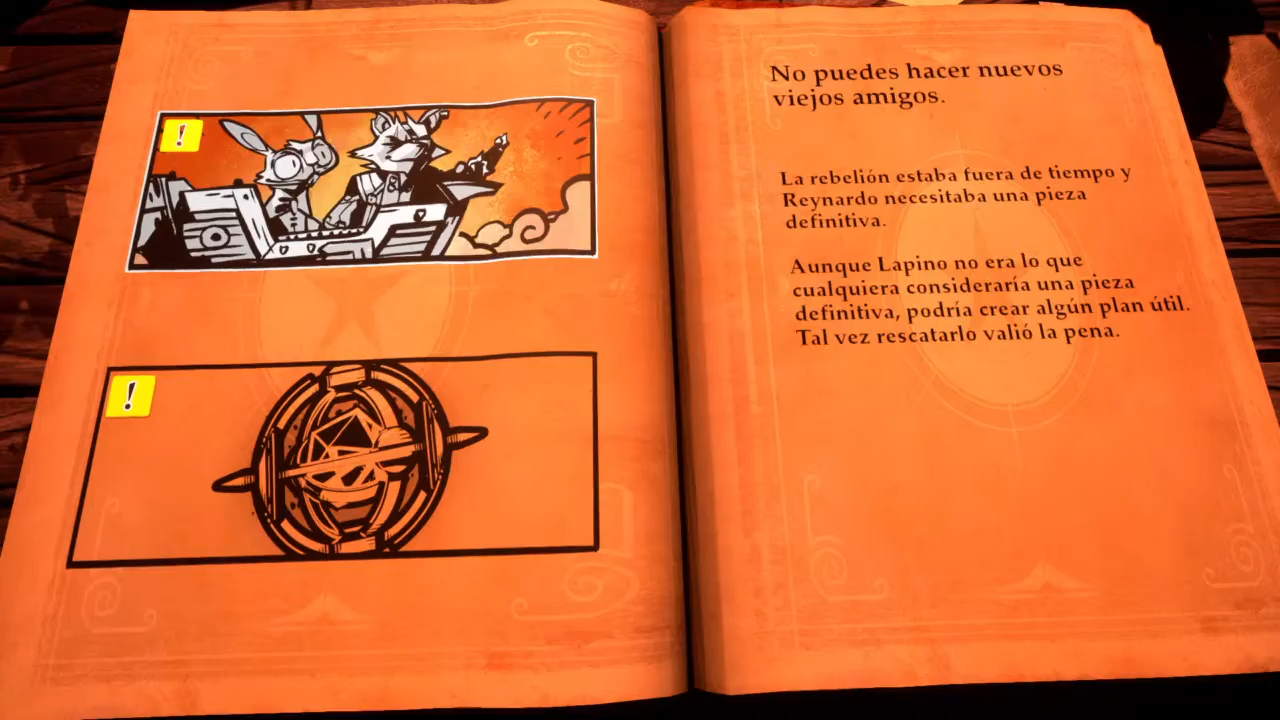 !
!
No puedes hacer nuevos
viejos amigos.
La rebelión estaba fuera de tiempo y
Reynardo necesitaba una pieza
definitiva.
Aunque Lapino no era lo que
cualquiera consideraría una pieza
definitiva, podría crear algún plan útil.
Tal vez rescatarlo valió la pena.